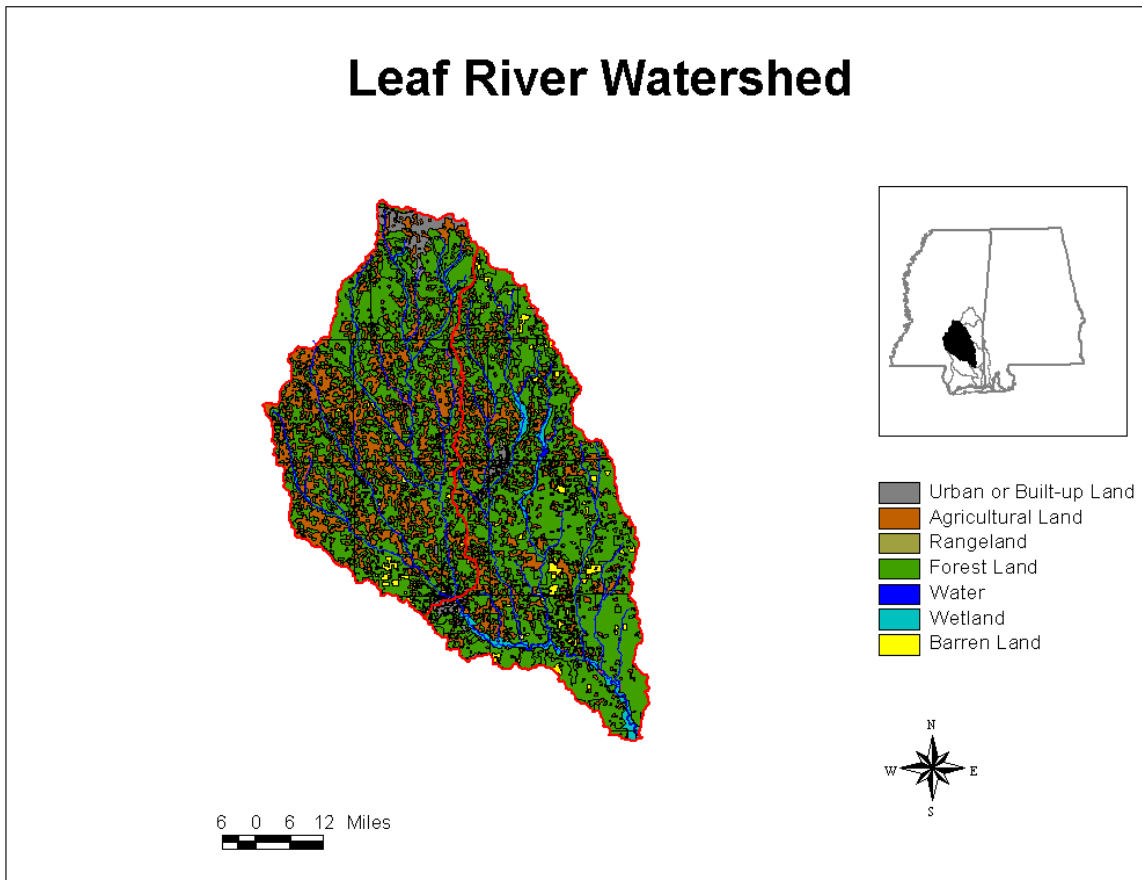 Leaf River Watershed
Urban or Built-up Land
Agricultural Land
Rangeland
Forest Land
Water
Wetland
Barren Land
N
W E
S
6 0 6 12 Miles